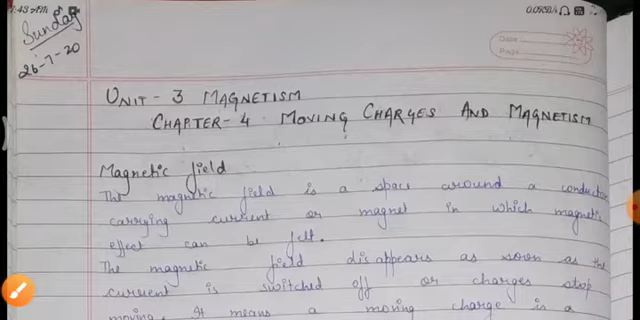 Sunday
26-7-20
Date
Page
UNIT - 3 MAGNETISM
CHAPTER- 4 MOVING CHARGES AND MAGNETISM
Magnetic field
The magnetic field is a space around a conductor
carrying current or magnet in which magnetic
effect can be felt.
The magnetic field disappears as soon as the
current is switched off or charges stop
moving. It means a moving charge is a